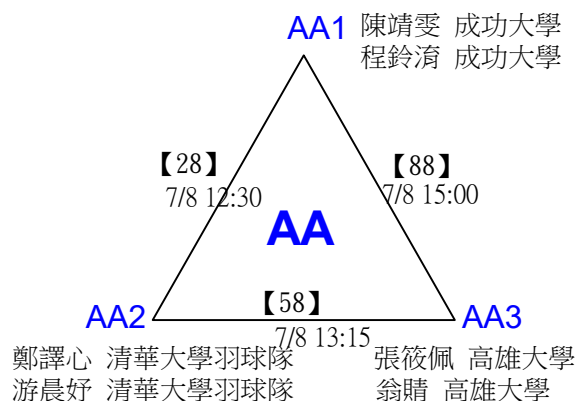 AA1 陳靖雯 成功大學
程鈴淯 成功大學
【28】
7/8 12:30
【88】
7/8 15:00
AA
AA2
【58】
7/8 13:15
AA3
鄭譯心 清華大學羽球隊
游晨妤 清華大學羽球隊
張筱佩 高雄大學
翁睛 高雄大學